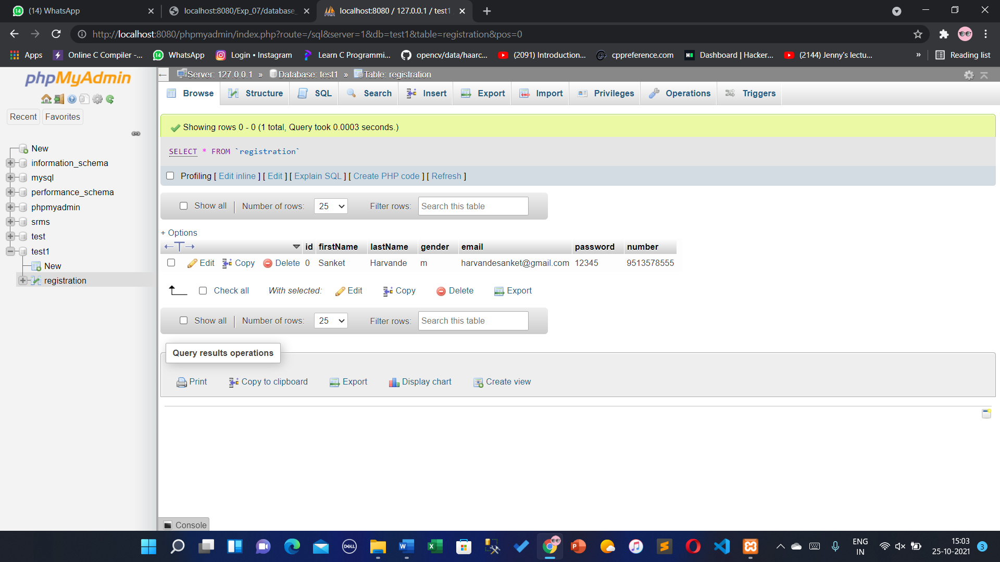 (14) WhatsApp
localhost:8080/Exp_07/database_
localhost:8080 / 127.0.0.1 / test1
http://localhost:8080/phpmyadmin/index.php?route=/sql&server=1&db=test1&table=registration&pos=0
Apps Online C Compiler -... 14 WhatsApp Login • Instagram Learn C Programmi... opencv/data/haarc... (2091) Introduction... cppreference.com Dashboard | Hacker... (2144) Jenny's lectu... » Reading list
phpMyAdmin
Recent Favorites
New
information_schema
mysql
performance_schema
phpmyadmin
srms
test
test1
New
registration
Server: 127.0.0.1 » Database: test1 » Table: registration
Browse Structure SQL Search Insert Export Import Privileges Operations Triggers
Showing rows 0 - 0 (1 total, Query took 0.0003 seconds.)
SELECT * FROM `registration`
Profiling [ Edit inline ] [ Edit ] [ Explain SQL ] [ Create PHP code ] [ Refresh ]
Show all Number of rows: 25 Filter rows: Search this table
+ Options
←T→ id firstName lastName gender email password number
Edit Copy Delete 0 Sanket Harvande m harvandesanket@gmail.com 12345 9513578555
Check all With selected: Edit Copy Delete Export
Show all Number of rows: 25 Filter rows: Search this table
Query results operations
Print Copy to clipboard Export Display chart Create view
Console
DELL
ENG
IN
15:03
25-10-2021
3